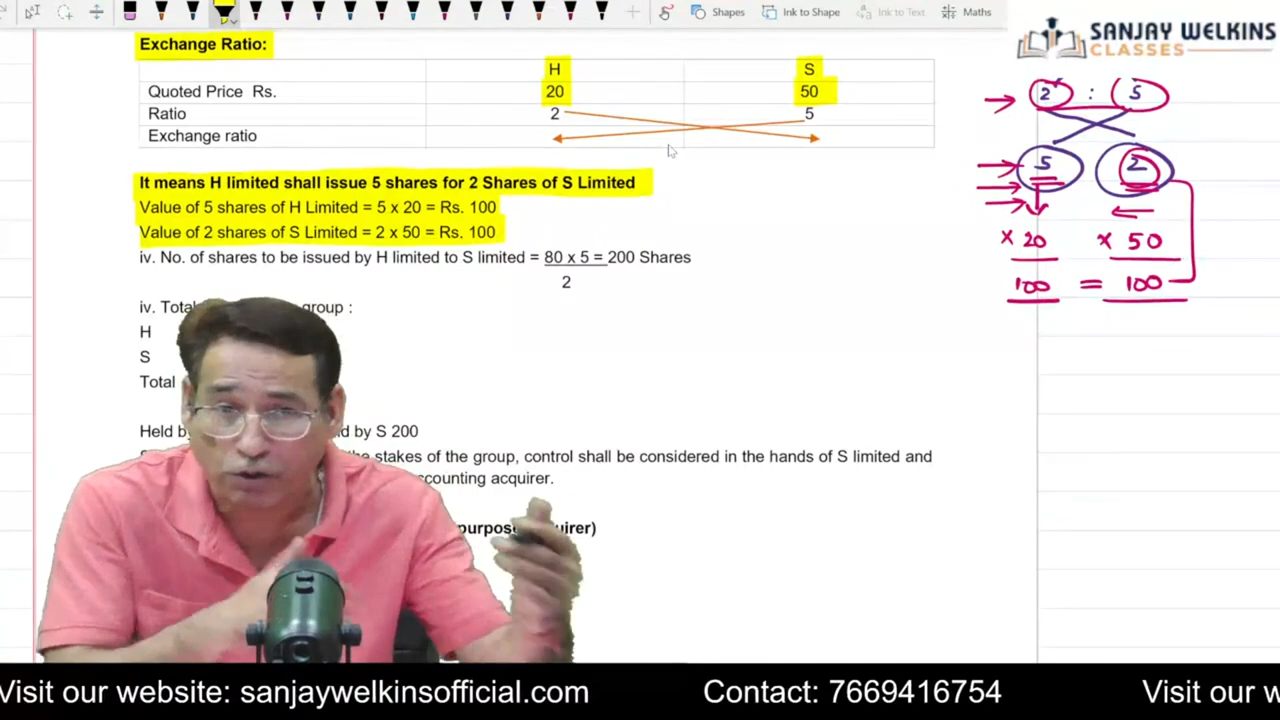 Shapes Ink to Shape Ink to Text Maths
SANJAY WELKINS
CLASSES
Exchange Ratio:
H S
Quoted Price Rs. 20 50
Ratio 2 5
Exchange ratio
2 : 5
5 2
It means H limited shall issue 5 shares for 2 Shares of S Limited
Value of 5 shares of H Limited = 5 x 20 = Rs. 100
Value of 2 shares of S Limited = 2 x 50 = Rs. 100
x 20 x 50
100 = 100
iv. No. of shares to be issued by H limited to S limited = 80 x 5 = 200 Shares
2
iv. Total group :
H
S
Total
Held by S 200
the stakes of the group, control shall be considered in the hands of S limited and
acquirer.
Visit our website: sanjaywelkinsofficial.com Contact: 7669416754 Visit our w